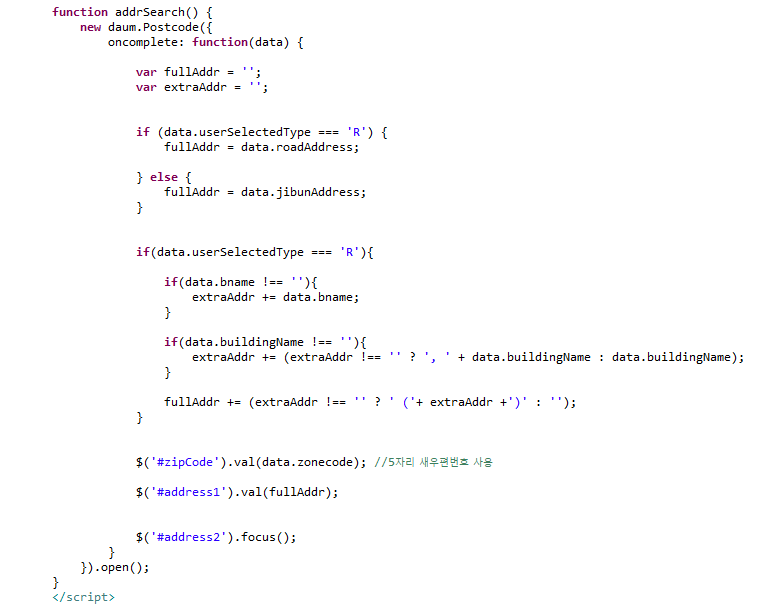 function addrSearch() {
new daum.Postcode({
oncomplete: function(data) {
var fullAddr = '';
var extraAddr = '';
if (data.userSelectedType === 'R') {
fullAddr = data.roadAddress;
} else {
fullAddr = data.jibunAddress;
}
if(data.userSelectedType === 'R'){
if(data.bname !== ''){
extraAddr += data.bname;
}
if(data.buildingName !== ''){
extraAddr += (extraAddr !== '' ? ', ' + data.buildingName : data.buildingName);
}
fullAddr += (extraAddr !== '' ? ' ('+ extraAddr +')' : '');
}
$('#zipCode').val(data.zonecode); //5자리 새우편번호 사용
$('#address1').val(fullAddr);
$('#address2').focus();
}
}).open();
}
</script>